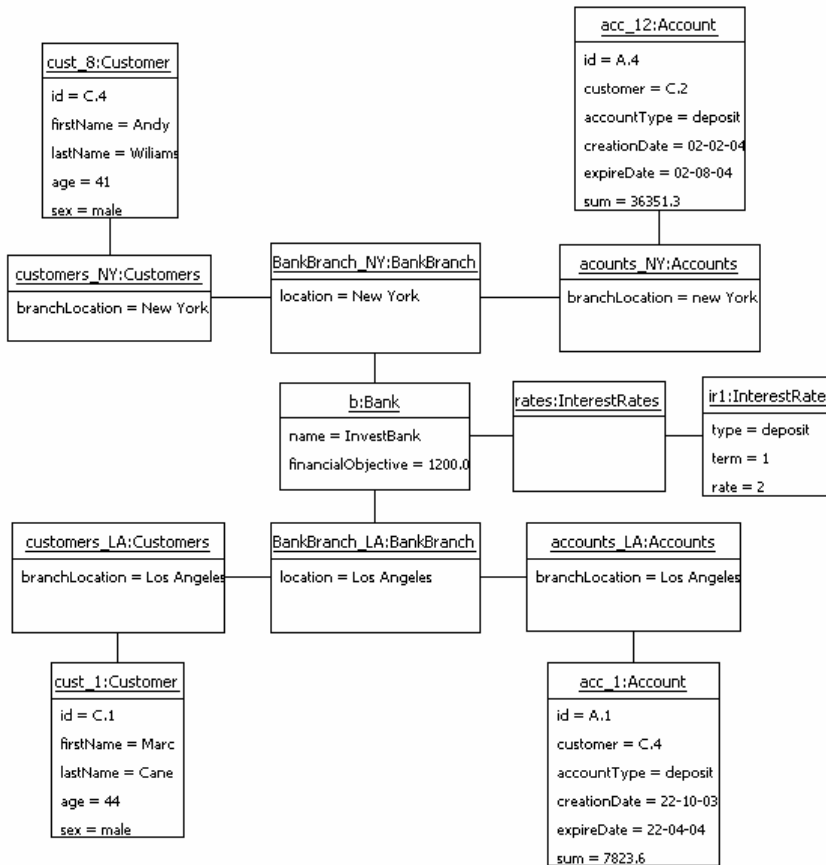 acc_12:Account
id = A.4
customer = C.2
accountType = deposit
creationDate = 02-02-04
expireDate = 02-08-04
sum = 36351.3
cust_8:Customer
id = C.4
firstName = Andy
lastName = Wiliams
age = 41
sex = male
customers_NY:Customers
branchLocation = New York
BankBranch_NY:BankBranch
location = New York
acounts_NY:Accounts
branchLocation = new York
b:Bank
name = InvestBank
financialObjective = 1200.0
rates:InterestRates
ir1:InterestRate
type = deposit
term = 1
rate = 2
customers_LA:Customers
branchLocation = Los Angeles
BankBranch_LA:BankBranch
location = Los Angeles
accounts_LA:Accounts
branchLocation = Los Angeles
cust_1:Customer
id = C.1
firstName = Marc
lastName = Cane
age = 44
sex = male
acc_1:Account
id = A.1
customer = C.4
accountType = deposit
creationDate = 22-10-03
expireDate = 22-04-04
sum = 7823.6